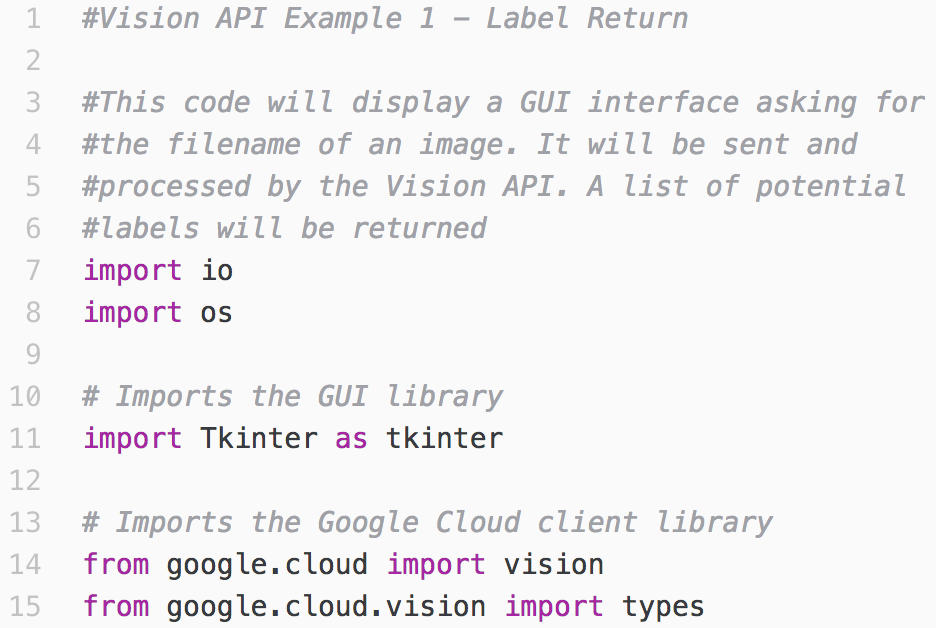 1 #Vision API Example 1 – Label Return
2
3 #This code will display a GUI interface asking for
4 #the filename of an image. It will be sent and
5 #processed by the Vision API. A list of potential
6 #labels will be returned
7 import io
8 import os
9
10 # Imports the GUI library
11 import Tkinter as tkinter
12
13 # Imports the Google Cloud client library
14 from google.cloud import vision
15 from google.cloud.vision import types